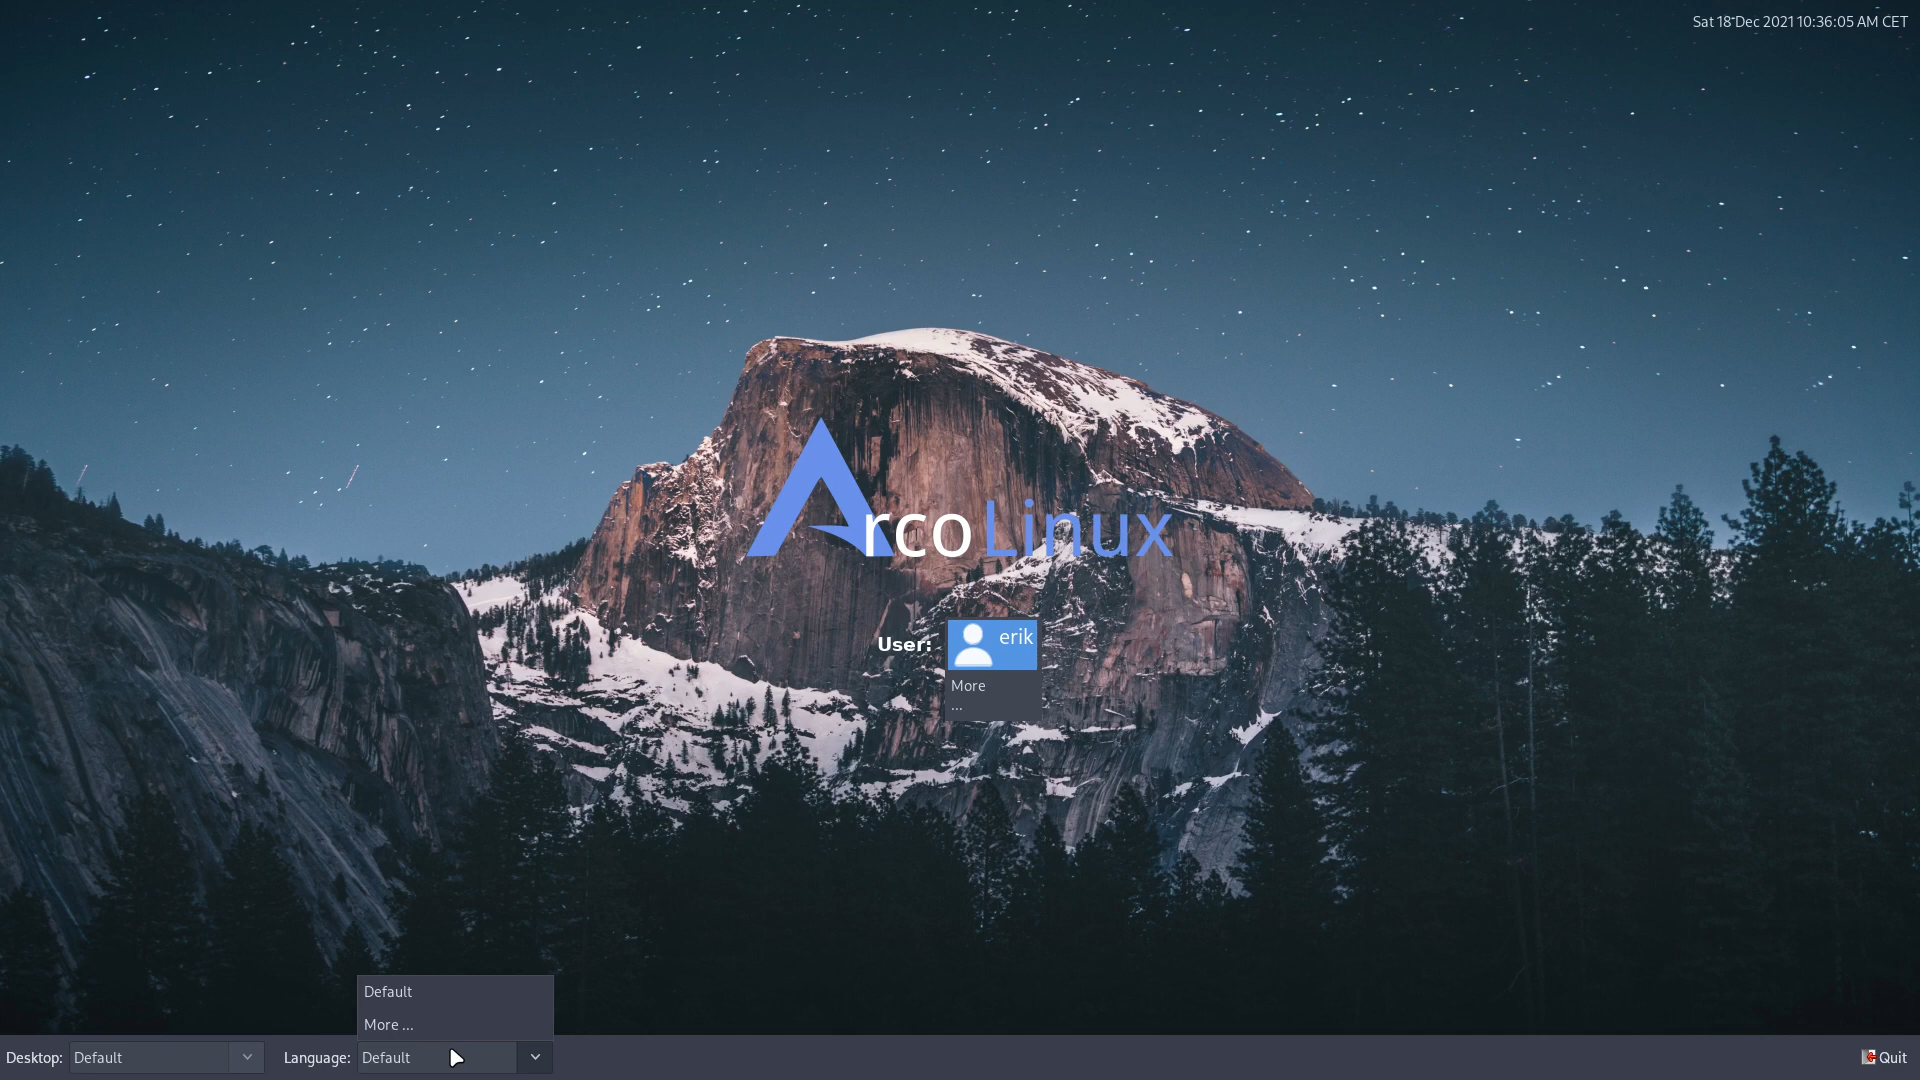 Sat 18 Dec 2021 10:36:05 AM CET
ArcoLinux
User:
erik
More
...
Default
More ...
Desktop:
Default
Language:
Default
Quit